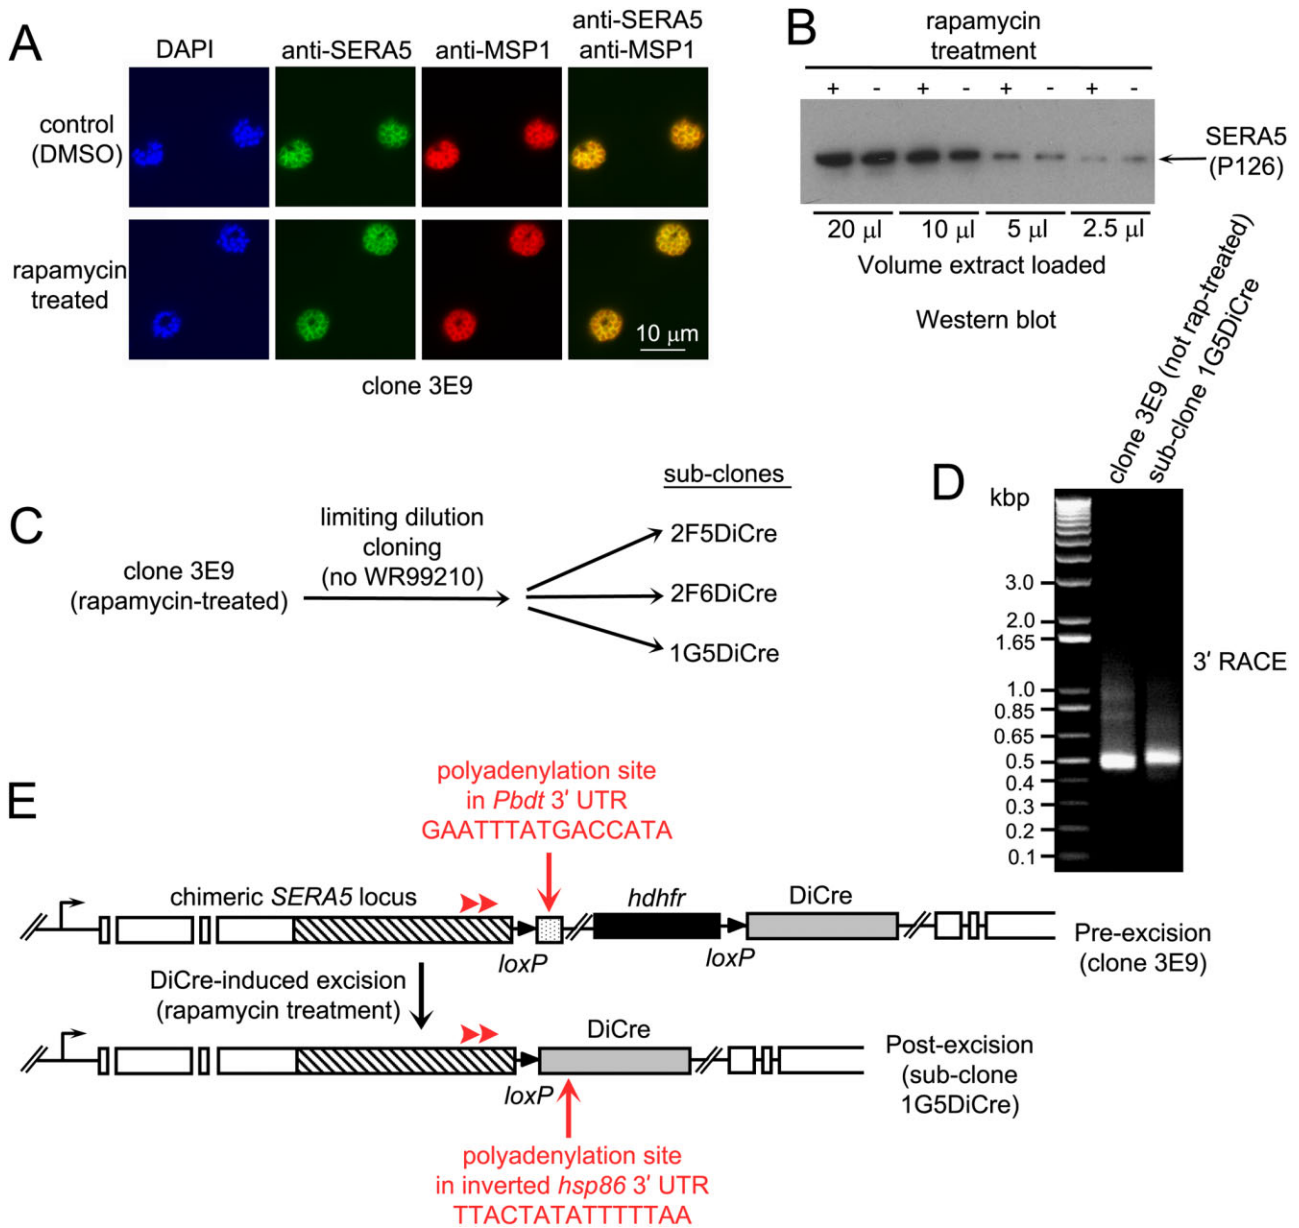 A
DAPI
anti-SERA5
anti-MSP1
anti-SERA5
anti-MSP1
control
(DMSO)
rapamycin
treated
10 μm
clone 3E9
B
rapamycin
treatment
+ - + - + -
SERA5
(P126)
20 μl 10 μl 5 μl 2.5 μl
Volume extract loaded
Western blot
C
clone 3E9
(rapamycin-treated)
limiting dilution
cloning
(no WR99210)
sub-clones
2F5DiCre
2F6DiCre
1G5DiCre
D
clone 3E9 (not rap-treated)
sub-clone 1G5DiCre
kbp
3.0
2.0
1.65
1.0
0.85
0.65
0.5
0.4
0.3
0.2
0.1
3′ RACE
E
polyadenylation site
in Pbdt 3′ UTR
GAATTTATGACCATA
chimeric SERA5 locus
hdhfr
DiCre
loxP
loxP
Pre-excision
(clone 3E9)
DiCre-induced excision
(rapamycin treatment)
DiCre
loxP
Post-excision
(sub-clone
1G5DiCre)
polyadenylation site
in inverted hsp86 3′ UTR
TTACTATATTTTTAA